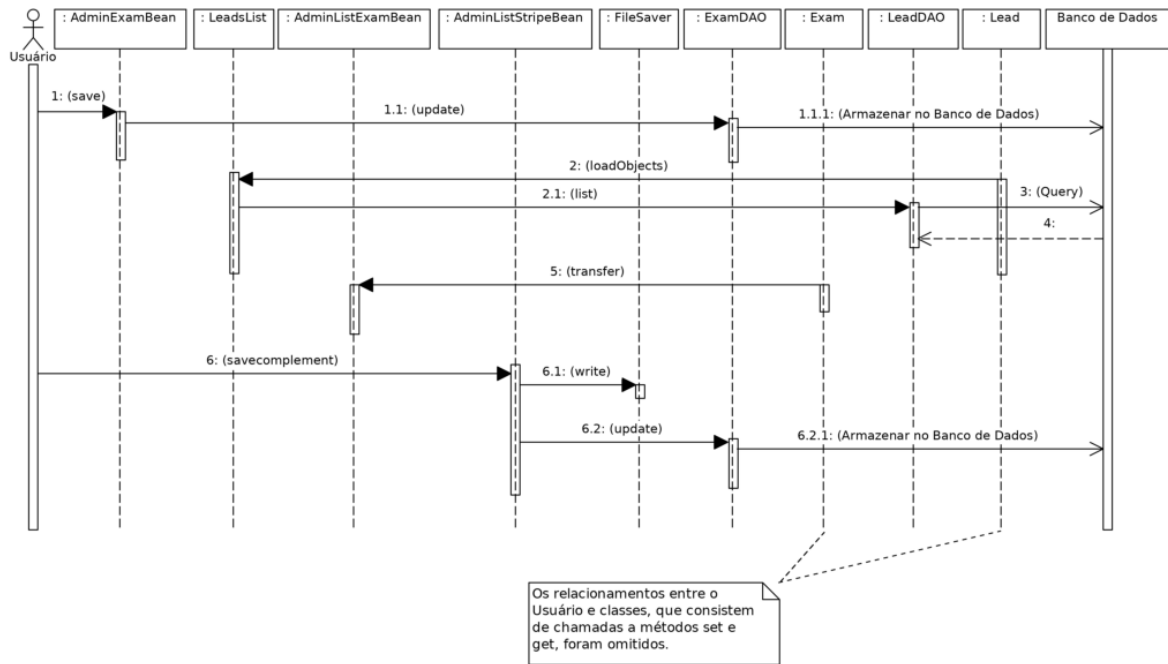 : AdminExamBean
: LeadsList
: AdminListExamBean
: AdminListStripeBean
: FileSaver
: ExamDAO
: Exam
: LeadDAO
: Lead
Banco de Dados
Usuário
1: (save)
1.1: (update)
1.1.1: (Armazenar no Banco de Dados)
2: (loadObjects)
2.1: (list)
3: (Query)
4:
5: (transfer)
6: (savecomplement)
6.1: (write)
6.2: (update)
6.2.1: (Armazenar no Banco de Dados)
Os relacionamentos entre o
Usuário e classes, que consistem
de chamadas a métodos set e
get, foram omitidos.